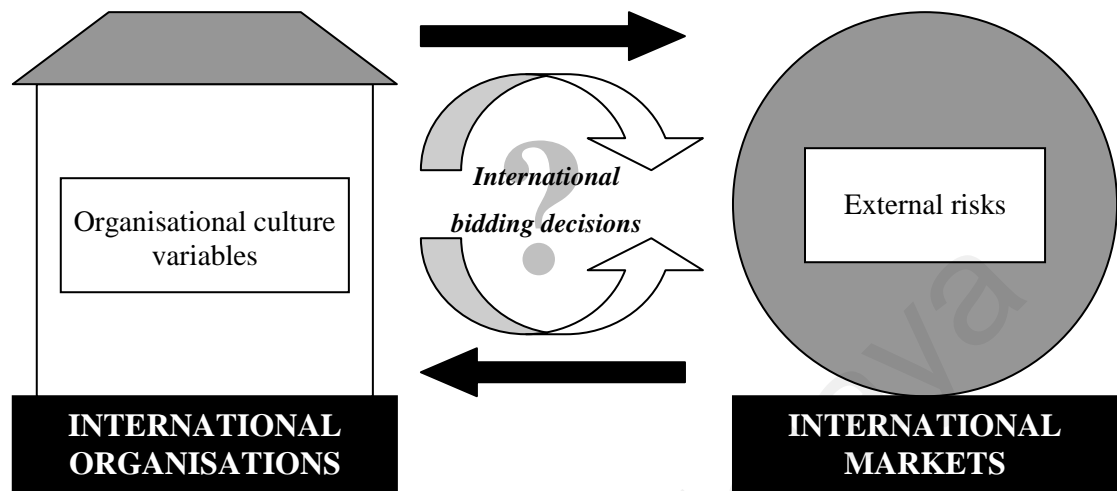 Organisational culture
variables
?
International
bidding decisions
External risks
INTERNATIONAL
ORGANISATIONS
INTERNATIONAL
MARKETS